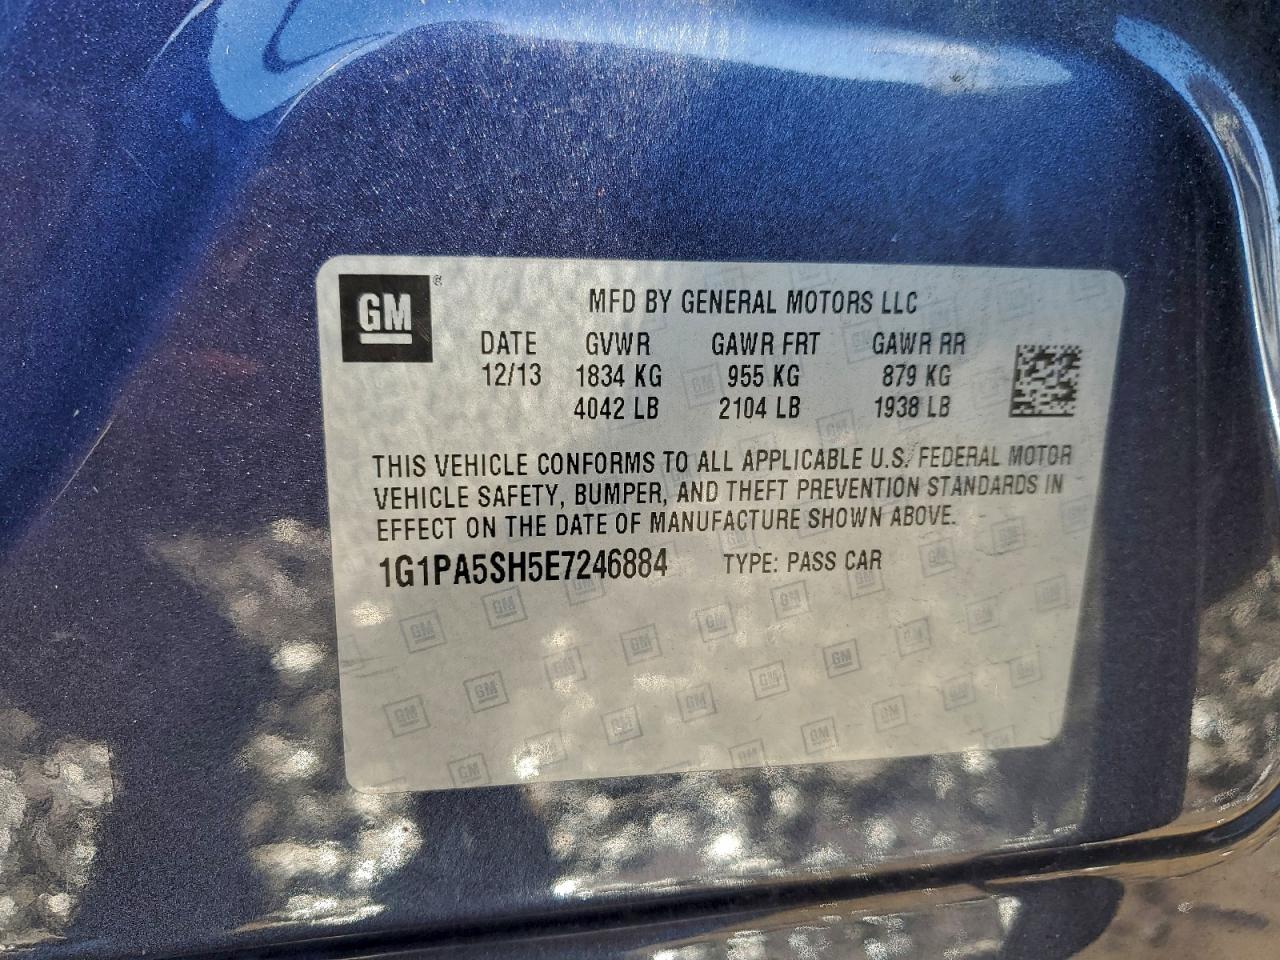 GM
MFD BY GENERAL MOTORS LLC
DATE GVWR GAWR FRT GAWR RR
12/13 1834 KG 955 KG 879 KG
4042 LB 2104 LB 1938 LB
THIS VEHICLE CONFORMS TO ALL APPLICABLE U.S. FEDERAL MOTOR
VEHICLE SAFETY, BUMPER, AND THEFT PREVENTION STANDARDS IN
EFFECT ON THE DATE OF MANUFACTURE SHOWN ABOVE.
1G1PA5SH5E7246884 TYPE: PASS CAR